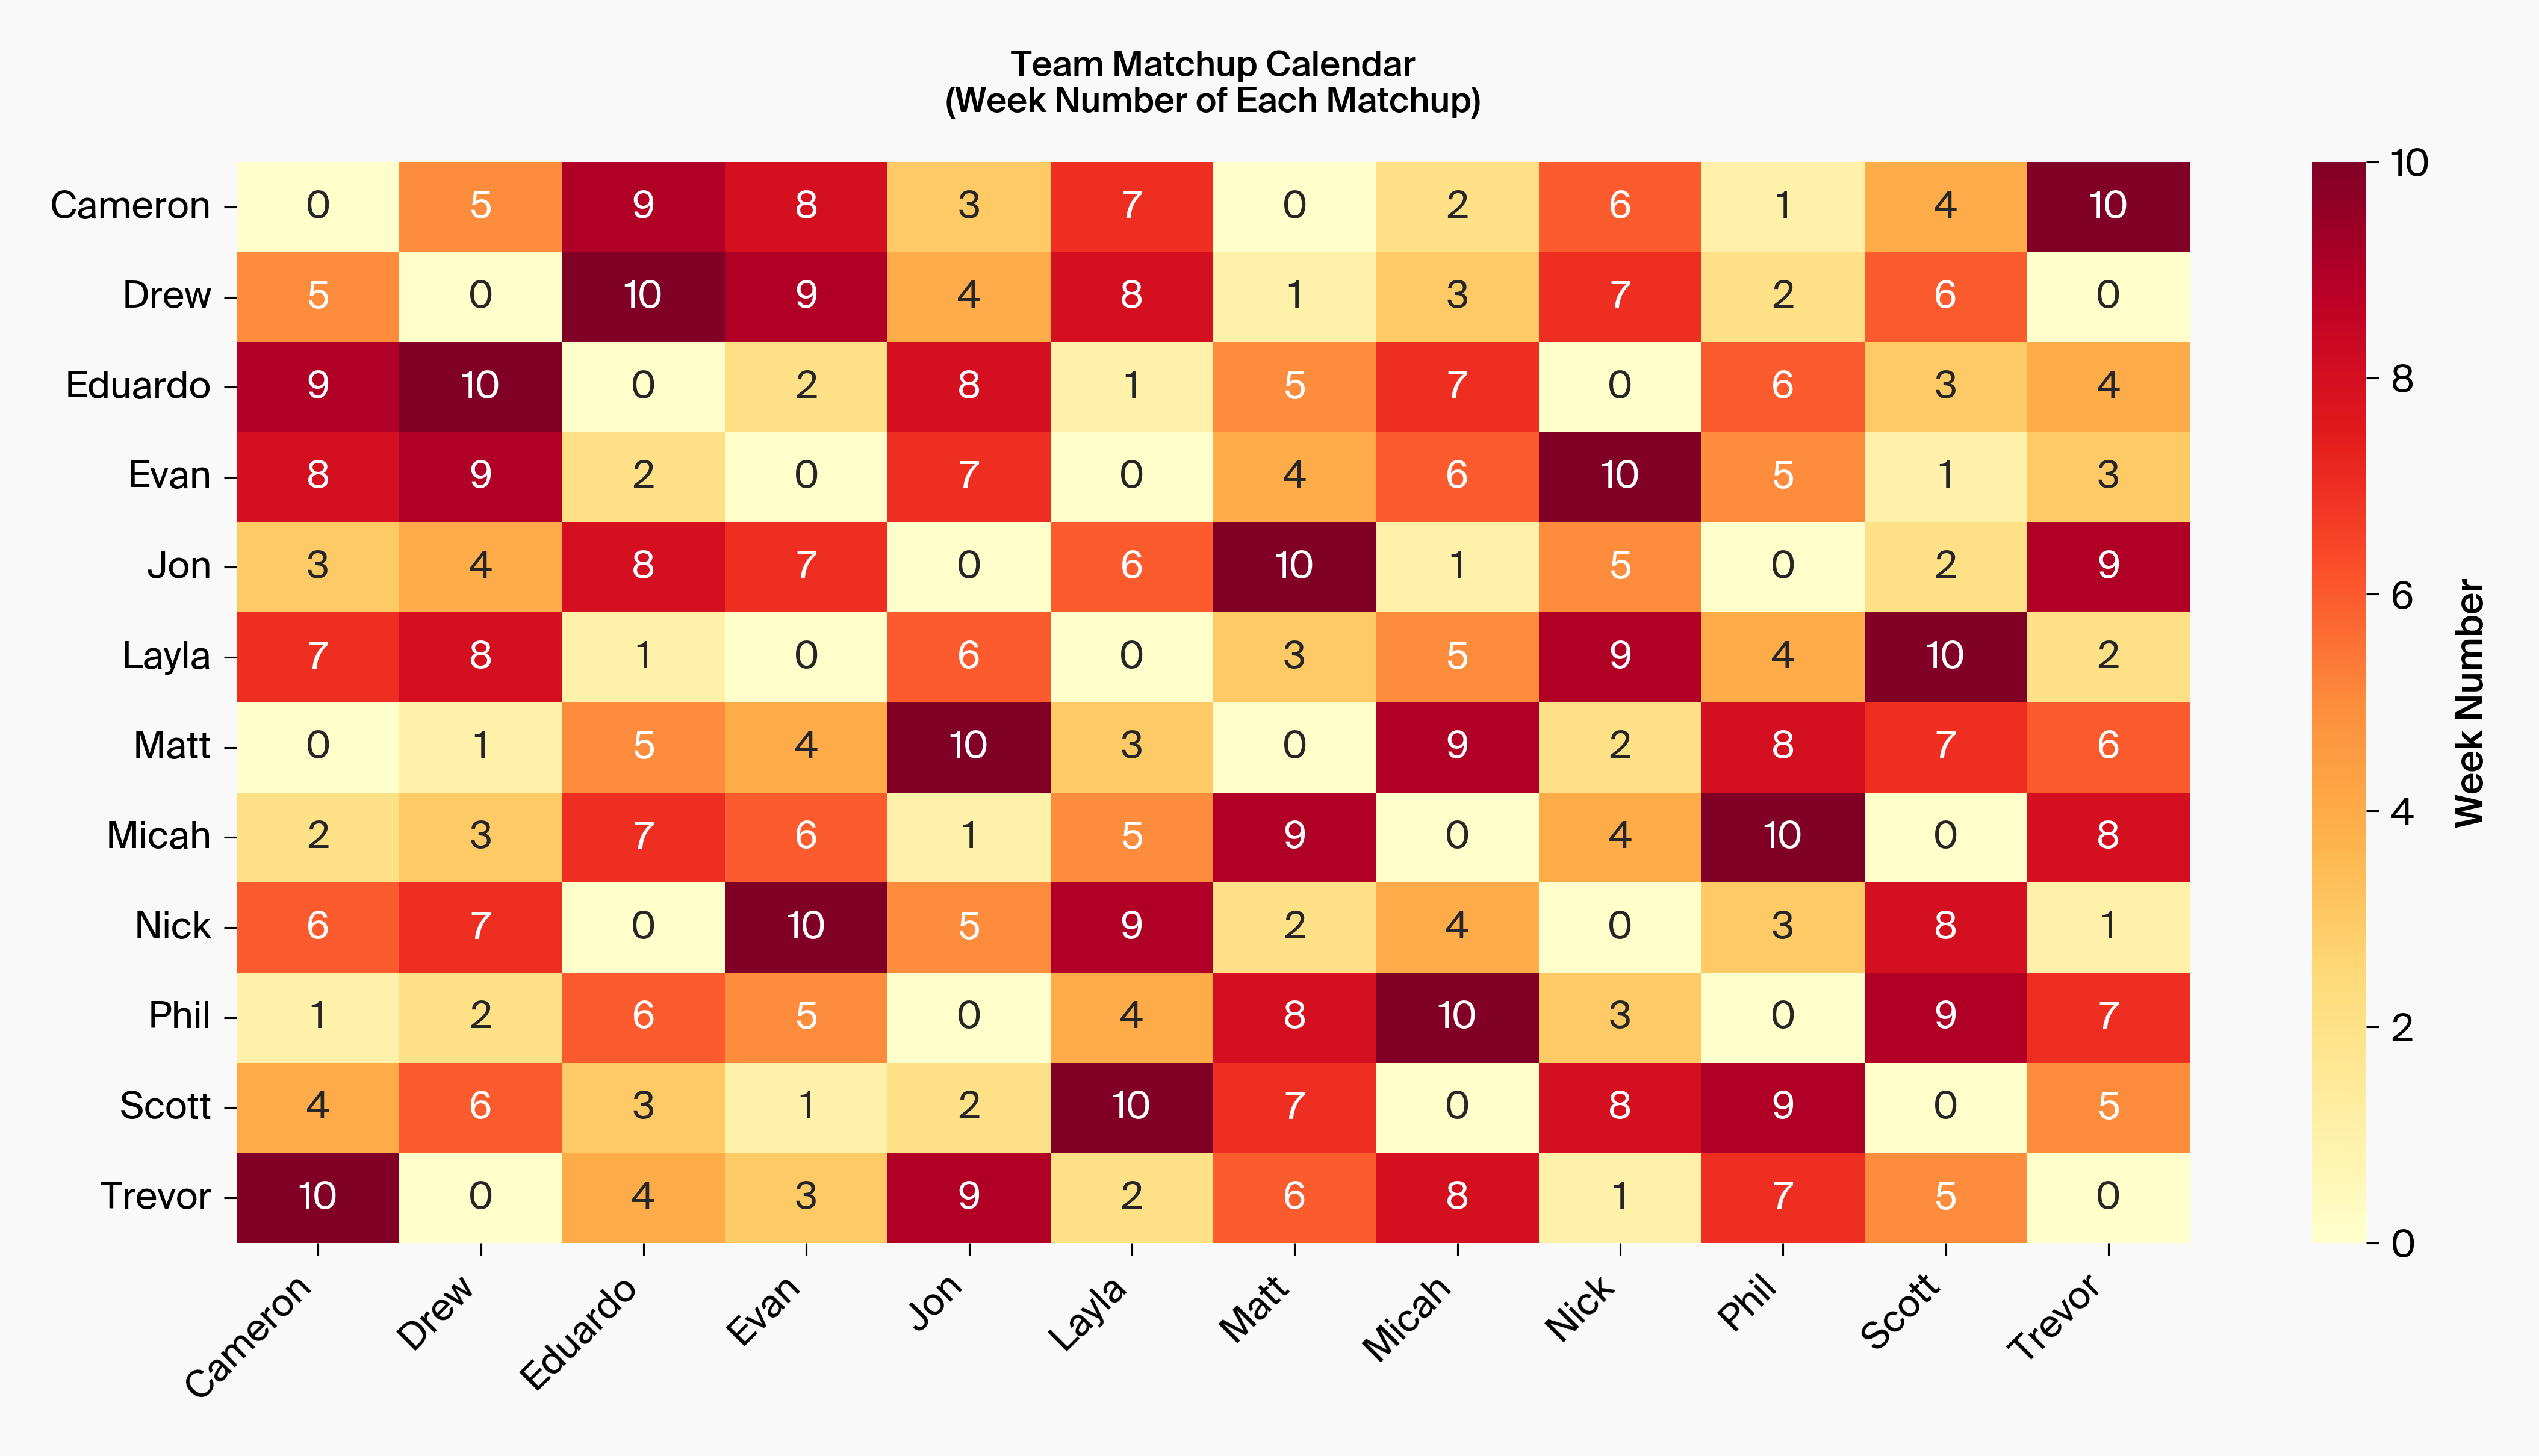 Team Matchup Calendar
(Week Number of Each Matchup)
Cameron 0 5 9 8 3 7 0 2 6 1 4 10
Drew 5 0 10 9 4 8 1 3 7 2 6 0
Eduardo 9 10 0 2 8 1 5 7 0 6 3 4
Evan 8 9 2 0 7 0 4 6 10 5 1 3
Jon 3 4 8 7 0 6 10 1 5 0 2 9
Layla 7 8 1 0 6 0 3 5 9 4 10 2
Matt 0 1 5 4 10 3 0 9 2 8 7 6
Micah 2 3 7 6 1 5 9 0 4 10 0 8
Nick 6 7 0 10 5 9 2 4 0 3 8 1
Phil 1 2 6 5 0 4 8 10 3 0 9 7
Scott 4 6 3 1 2 10 7 0 8 9 0 5
Trevor 10 0 4 3 9 2 6 8 1 7 5 0
Cameron Drew Eduardo Evan Jon Layla Matt Micah Nick Phil Scott Trevor
10
8
6
4
2
0
Week Number